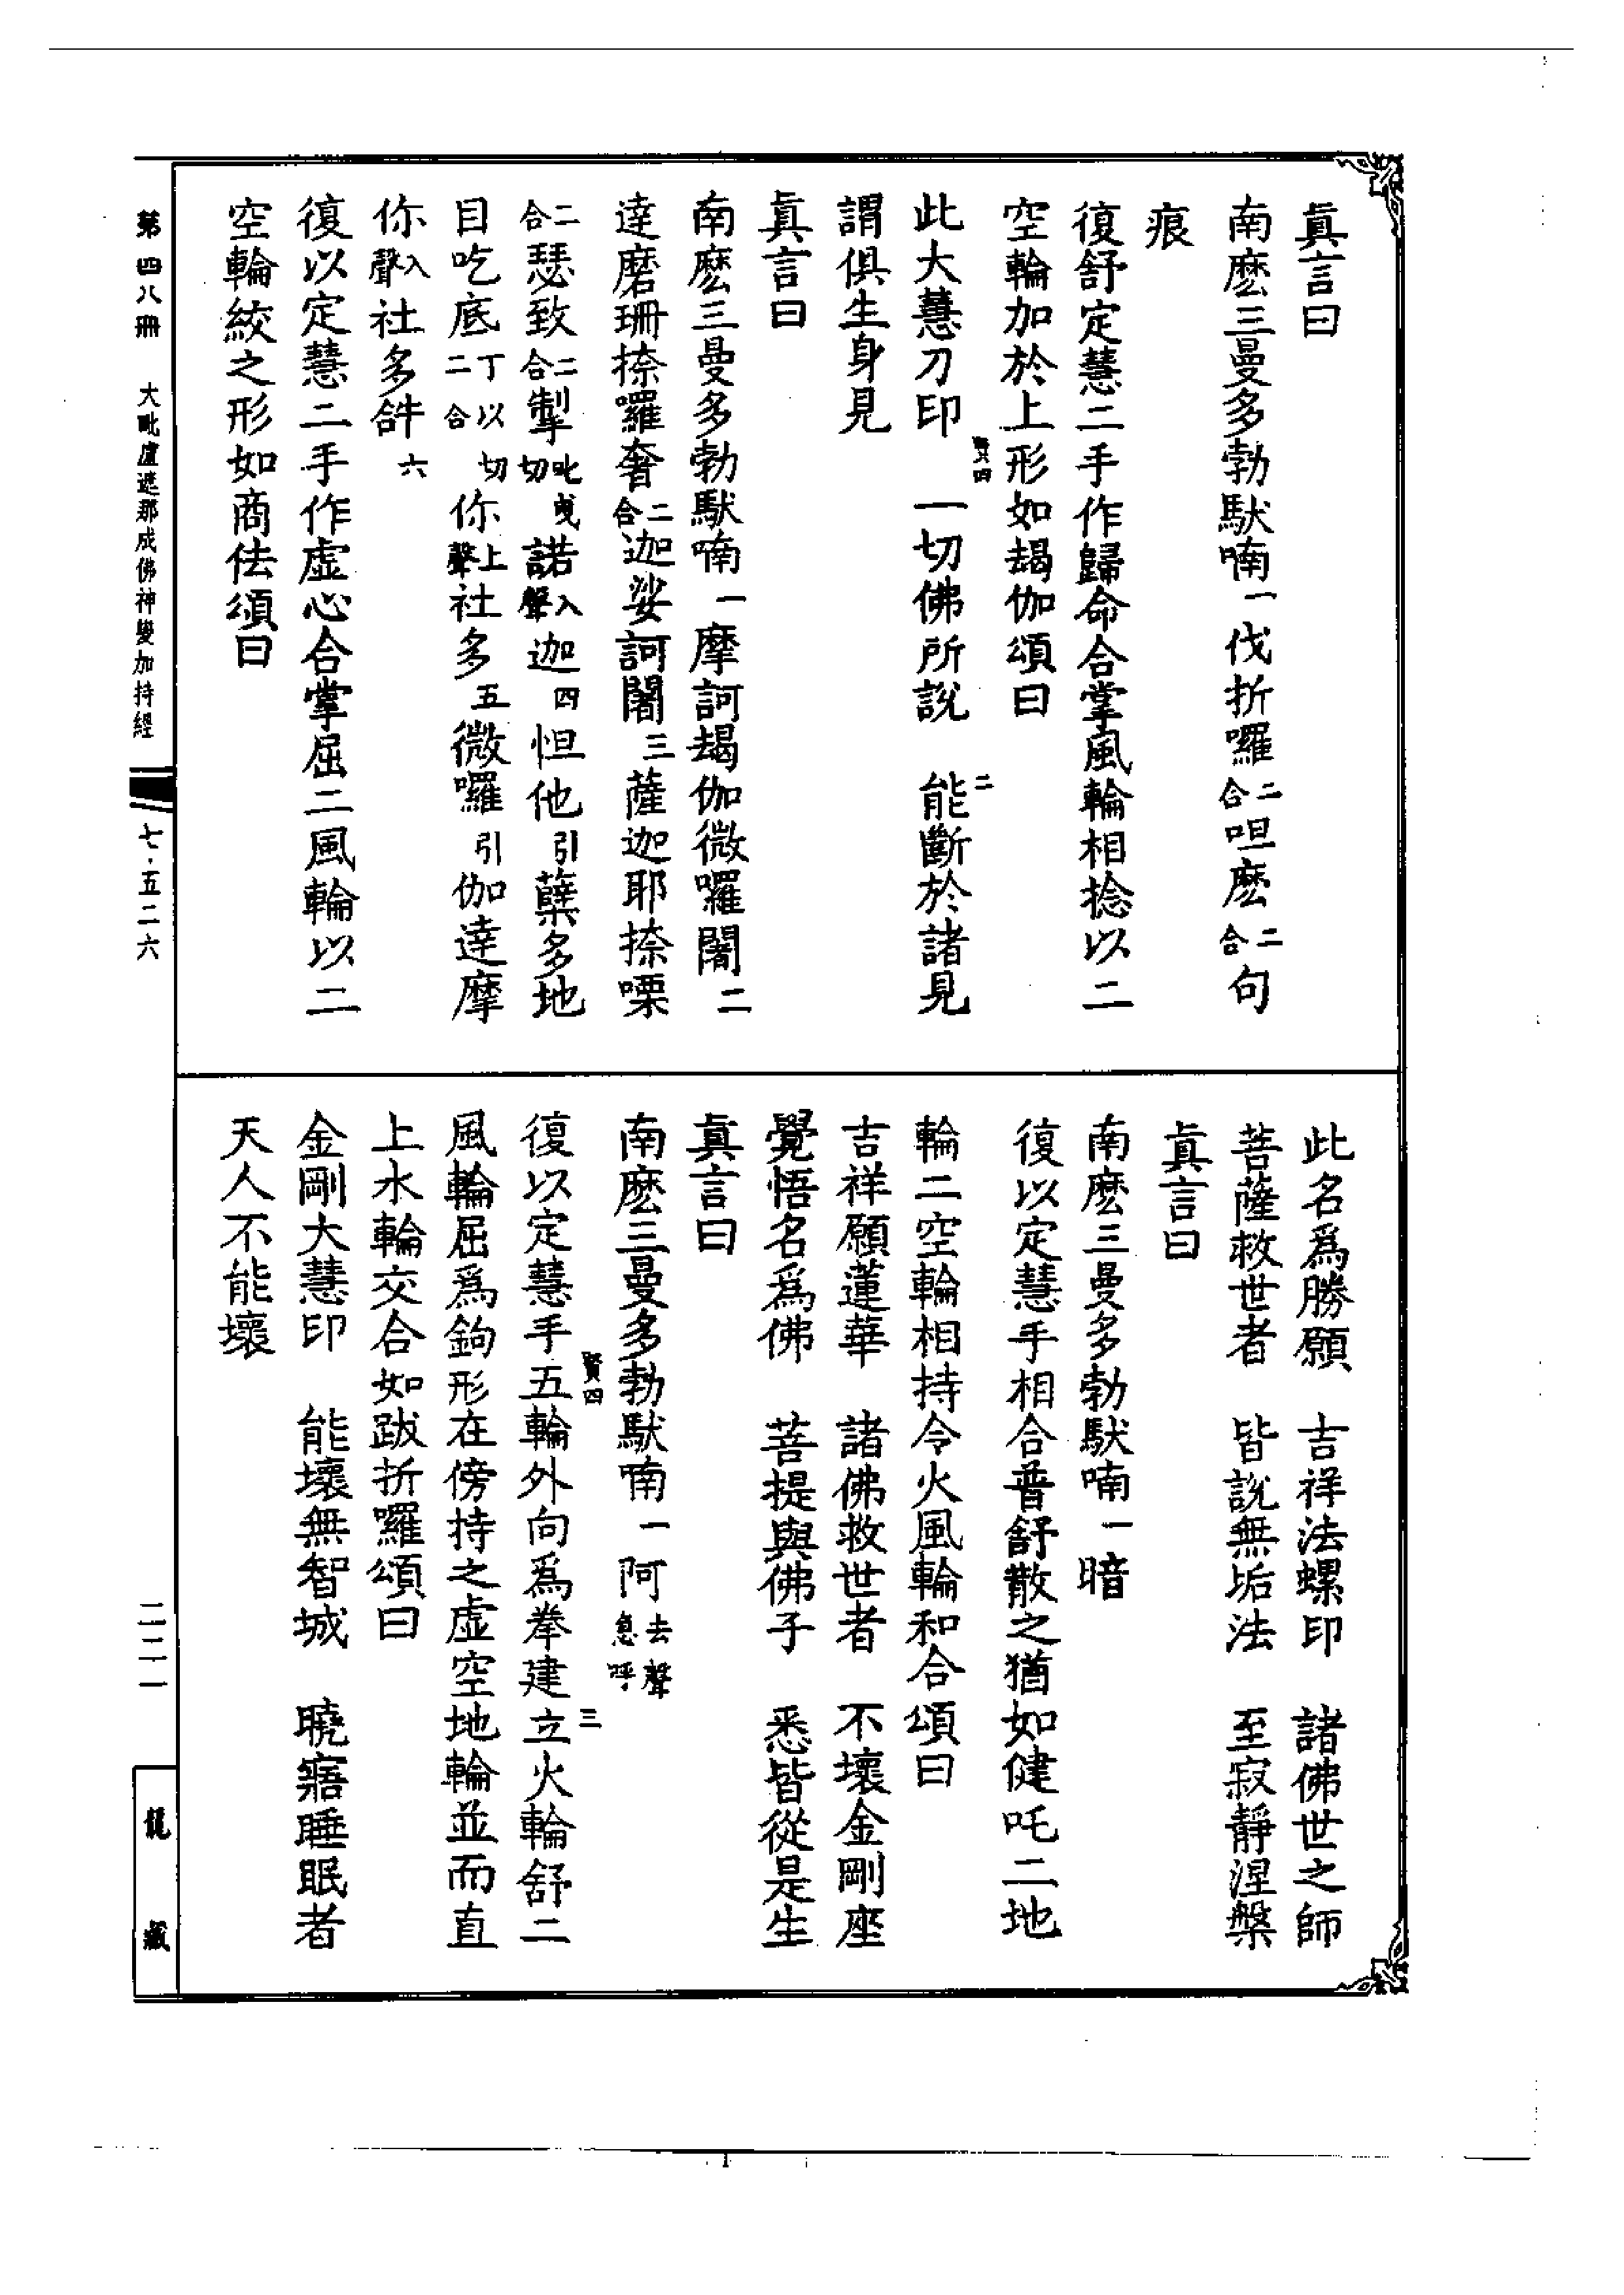 眞言曰
南麽三曼多勃馱喃一伐折囉二合呾麽二合句
痕
復舒定慧二手作歸命合掌風輪相捻以二
空輪加於上形如朅伽頌曰
此大慧刀印　一切佛所說　能斷於諸見
賢四
二
謂俱生身見
眞言曰
南麽三曼多勃馱喃一摩訶朅伽微囉闍二
達磨珊捺囉奢二合迦娑訶闍三薩迦耶捺㗚
二合瑟致二合掣叱曳切諾入聲迦四怛他引蘖多地
目吃底丁以切二合你上聲社多五微囉引伽達摩
你入聲社多𤙖六
復以定慧二手作虛心合掌屈二風輪以二
空輪絞之形如商佉頌曰
此名爲勝願　吉祥法螺印　諸佛世之師
菩薩救世者　皆說無垢法　至寂靜涅槃
眞言曰
南麽三曼多勃馱喃一暗
復以定慧手相合普舒散之猶如健吒二地
輪二空輪相持令火風輪和合頌曰
吉祥願蓮華　諸佛救世者　不壞金剛座
覺悟名爲佛　菩提與佛子　悉皆從是生
眞言曰
南麽三曼多勃馱喃一阿去聲急呼
賢四
三
復以定慧手五輪外向爲拳建立火輪舒二
風輪屈爲鉤形在傍持之虛空地輪並而直
上水輪交合如跋折囉頌曰
金剛大慧印　能壞無智城　曉寤睡眠者
天人不能壞
第四八冊　大毗盧遮那成佛神變加持經
七·五二六
二二一
龍藏